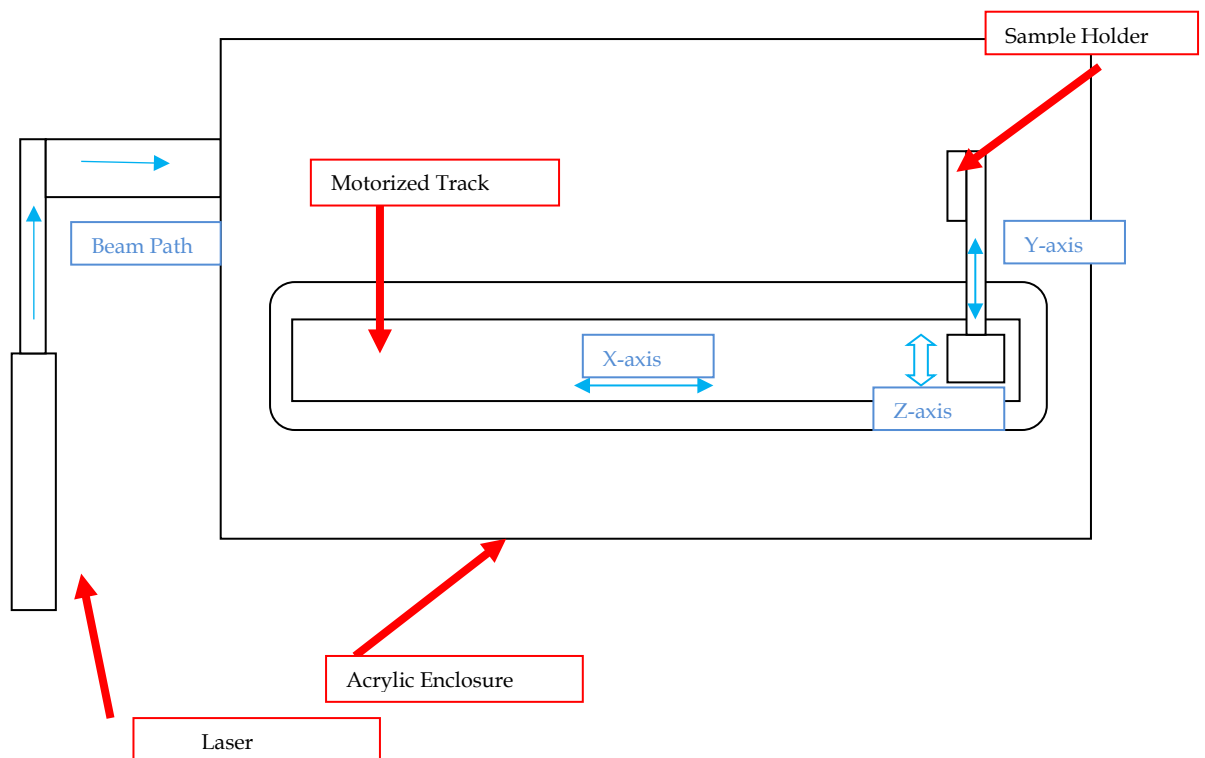 Sample Holder
Motorized Track
Beam Path
Y-axis
X-axis
Z-axis
Acrylic Enclosure
Laser